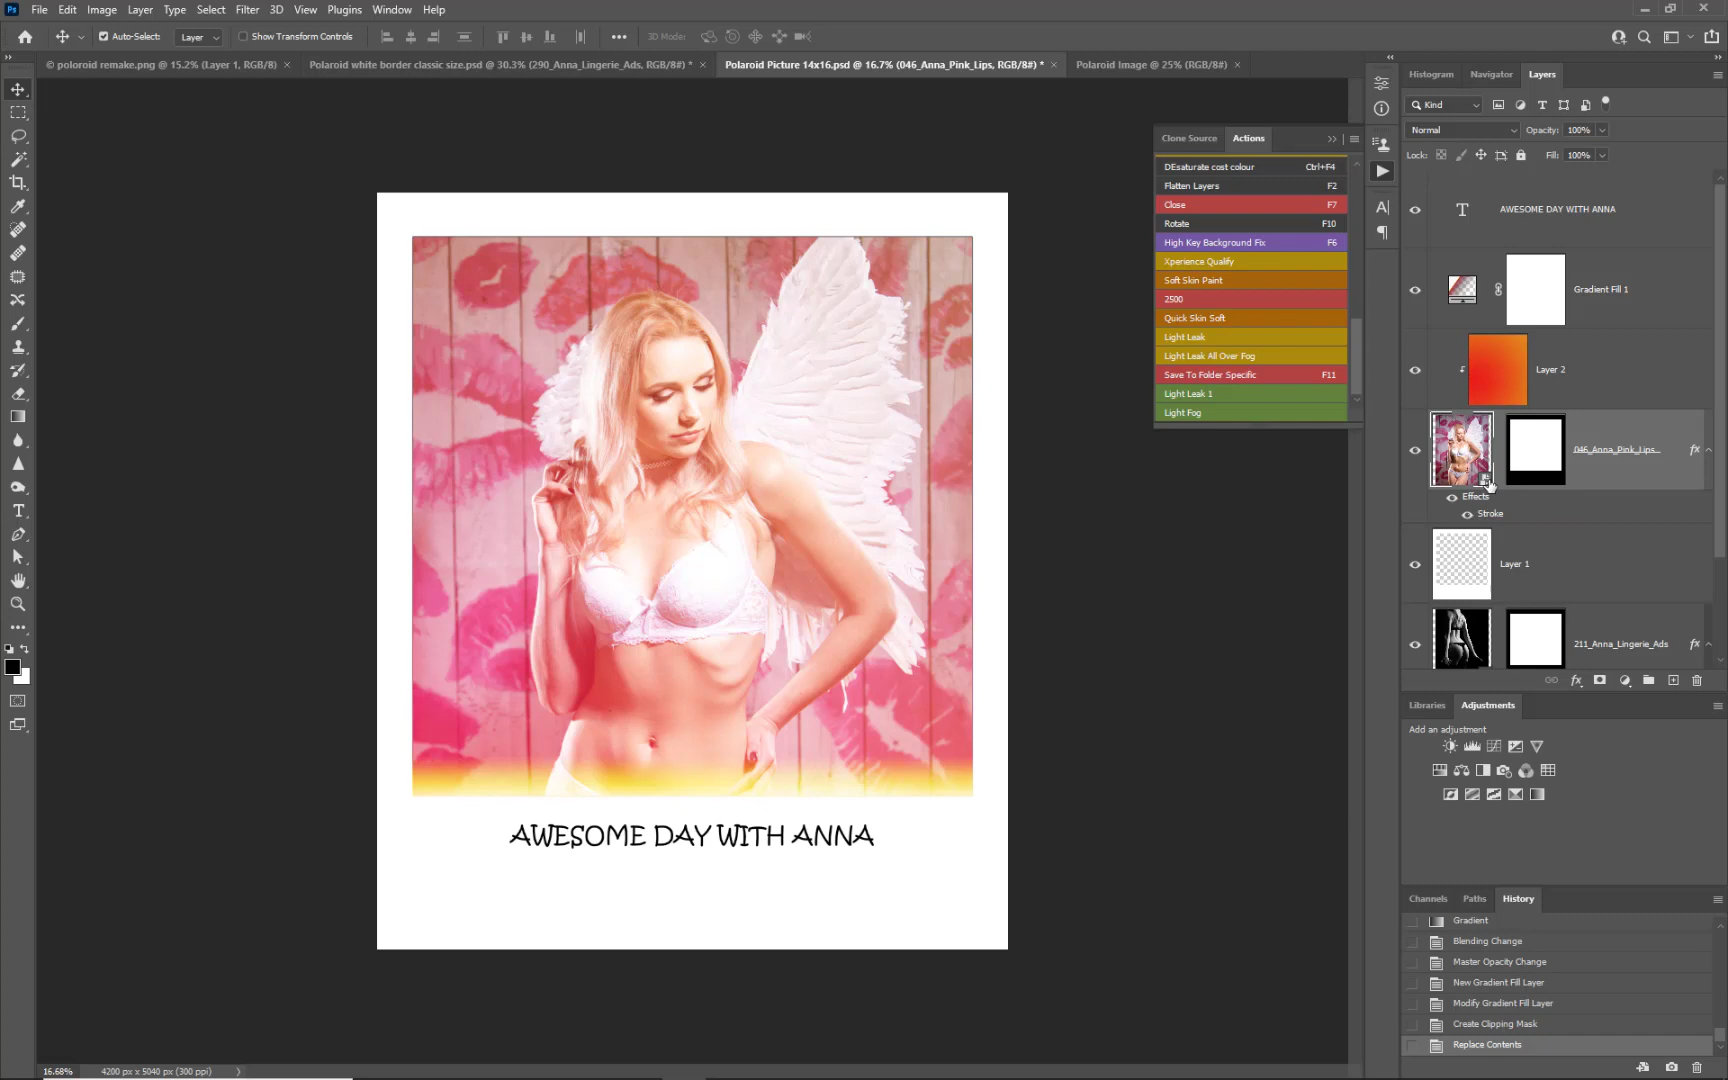 Ps File Edit Image Layer Type Select Filter 3D View Plugins Window Help
Auto-Select: Layer Show Transform Controls 3D Mode:
© poloroid remake.png @ 15.2% (Layer 1, RGB/8) × Polaroid white border classic size.psd @ 30.3% (290_Anna_Lingerie_Ads, RGB/8#) * × Polaroid Picture 14x16.psd @ 16.7% (046_Anna_Pink_Lips, RGB/8#) * × Polaroid Image @ 25% (RGB/8#) ×
Histogram Navigator Layers
Kind
Normal Opacity: 100%
Lock: Fill: 100%
Clone Source Actions
DEsaturate cost colour Ctrl+F4
Flatten Layers F2
Close F7
Rotate F10
High Key Background Fix F6
Xperience Qualify
Soft Skin Paint
2500
Quick Skin Soft
Light Leak
Light Leak All Over Fog
Save To Folder Specific F11
Light Leak 1
Light Fog
AWESOME DAY WITH ANNA
Gradient Fill 1
Layer 2
046_Anna_Pink_Lips fx
Effects
Stroke
Layer 1
211_Anna_Lingerie_Ads fx
AWESOME DAY WITH ANNA
Libraries Adjustments
Add an adjustment
Channels Paths History
Gradient
Blending Change
Master Opacity Change
New Gradient Fill Layer
Modify Gradient Fill Layer
Create Clipping Mask
Replace Contents
16.68% 4200 px x 5040 px (300 ppi)